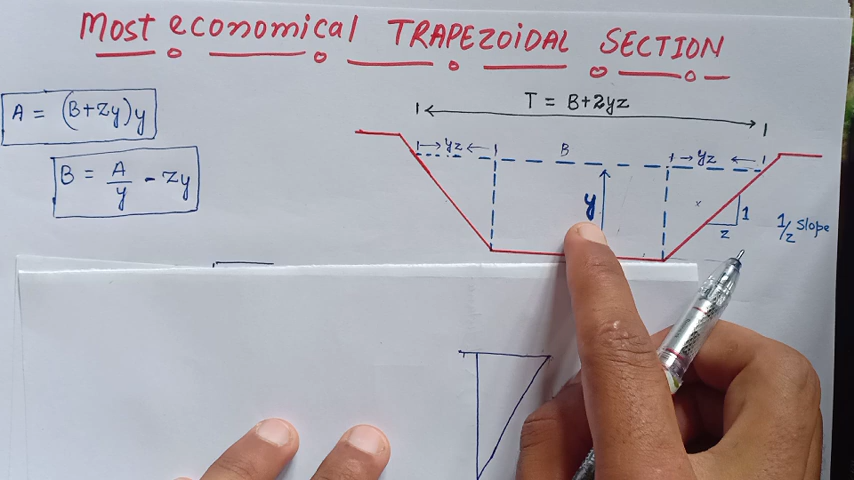 Most economical TRAPEZOIDAL SECTION
A = (B+zy)y
B = A/y - zy
T = B+2yz
yz
B
yz
y
1
z
1/z slope